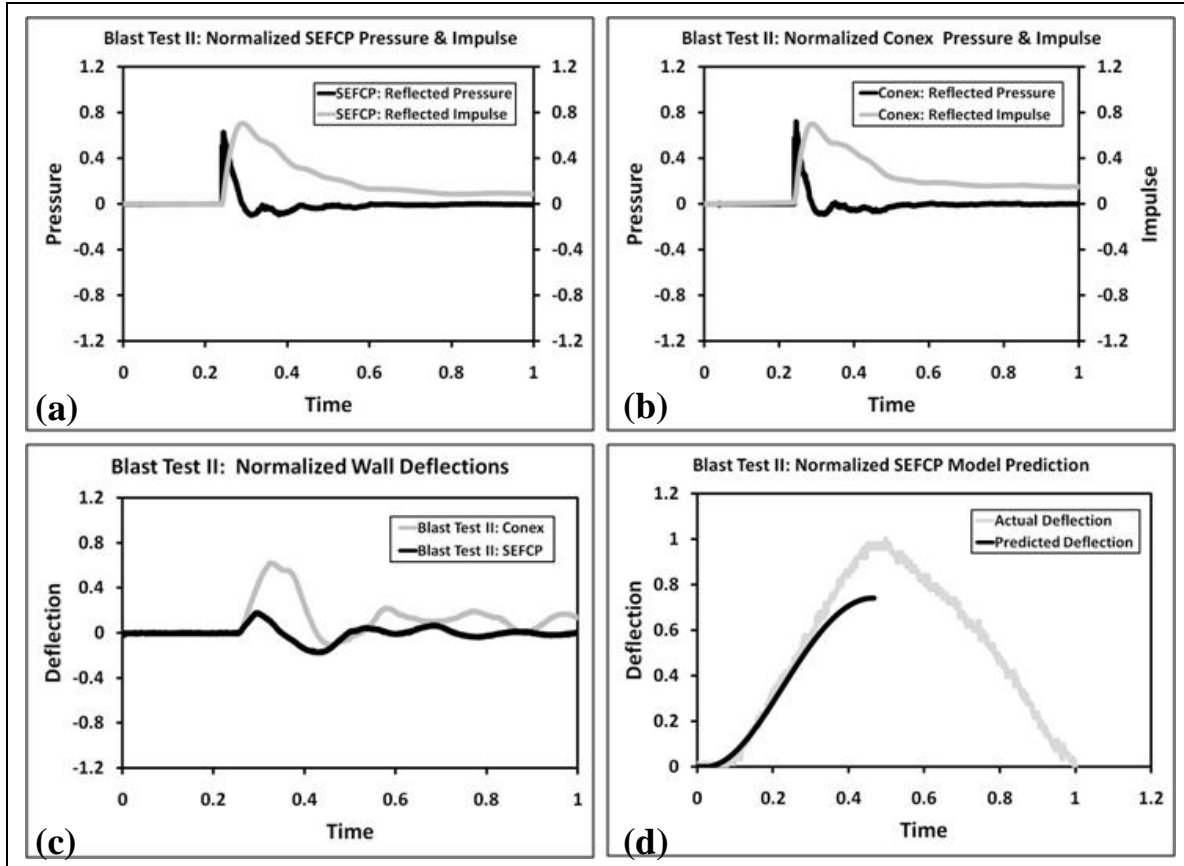 Blast Test II: Normalized SEFCP Pressure & Impulse
SEFCP: Reflected Pressure
SEFCP: Reflected Impulse
1.2
0.8
0.4
0
-0.4
-0.8
-1.2
1.2
0.8
0.4
0
-0.4
-0.8
-1.2
Pressure
0 0.2 0.4 0.6 0.8 1
Time
(a)
Blast Test II: Normalized Conex Pressure & Impulse
Conex: Reflected Pressure
Conex: Reflected Impulse
1.2
0.8
0.4
0
-0.4
-0.8
-1.2
1.2
0.8
0.4
0
-0.4
-0.8
-1.2
Pressure
Impulse
0 0.2 0.4 0.6 0.8 1
Time
(b)
Blast Test II: Normalized Wall Deflections
Blast Test II: Conex
Blast Test II: SEFCP
1.2
0.8
0.4
0
-0.4
-0.8
-1.2
Deflection
0 0.2 0.4 0.6 0.8 1
Time
(c)
Blast Test II: Normalized SEFCP Model Prediction
Actual Deflection
Predicted Deflection
1.2
1
0.8
0.6
0.4
0.2
0
Deflection
0 0.2 0.4 0.6 0.8 1 1.2
Time
(d)